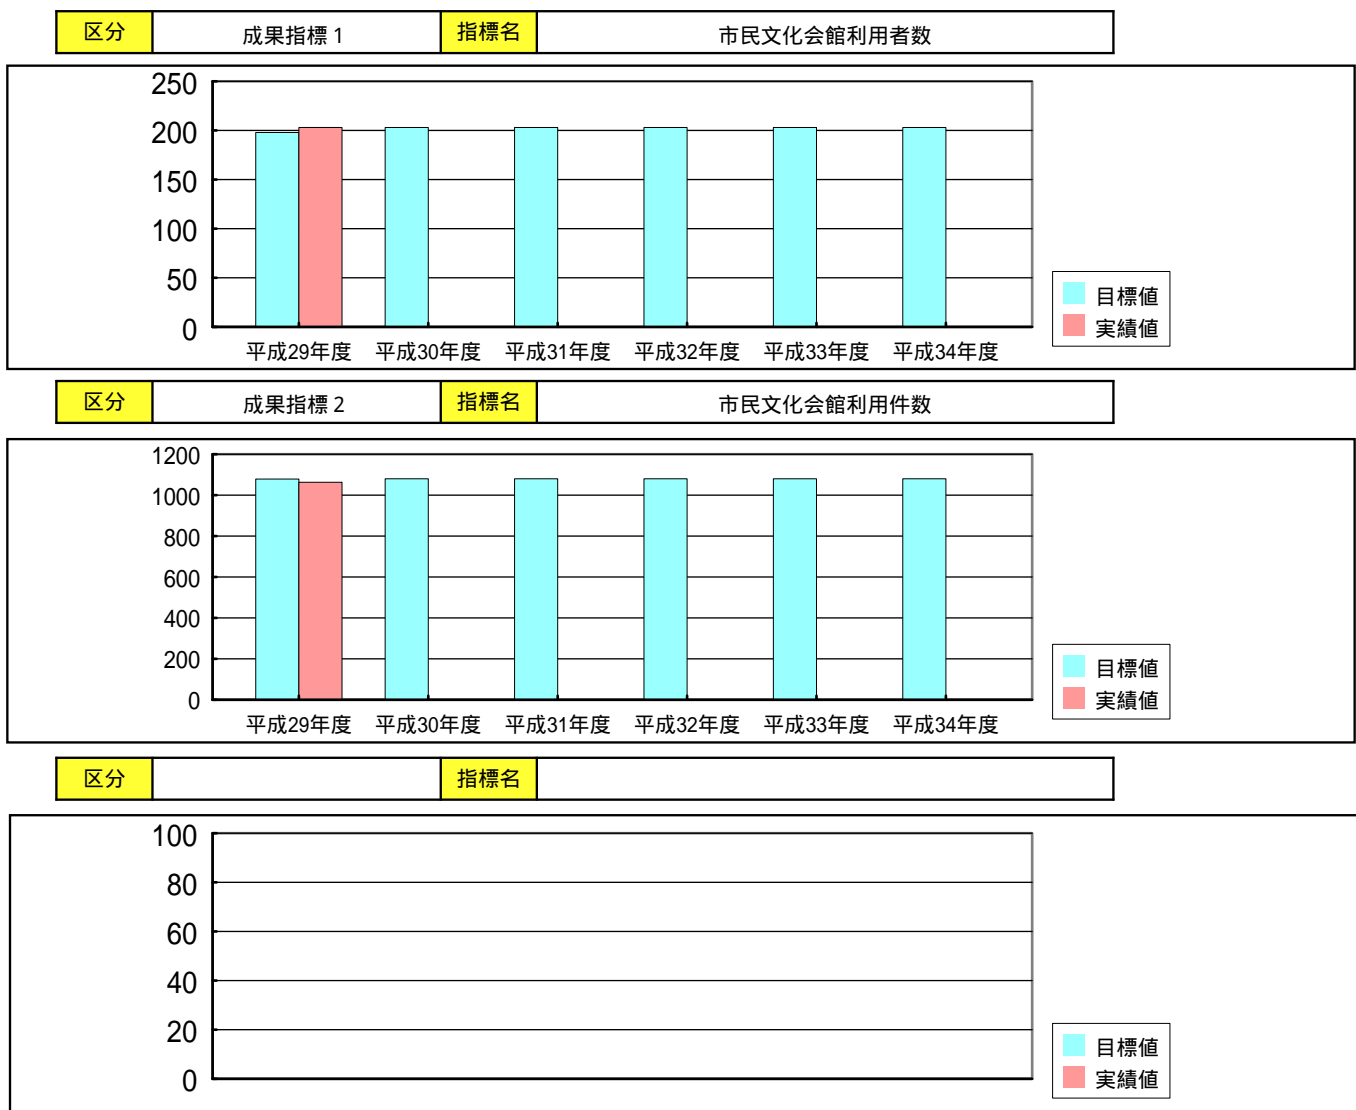 区分 成果指標1 指標名 市民文化会館利用者数
250
200
150
100
50
0
平成29年度 平成30年度 平成31年度 平成32年度 平成33年度 平成34年度
目標値
実績値
区分 成果指標2 指標名 市民文化会館利用件数
1200
1000
800
600
400
200
0
平成29年度 平成30年度 平成31年度 平成32年度 平成33年度 平成34年度
目標値
実績値
区分 指標名
100
80
60
40
20
0
目標値
実績値